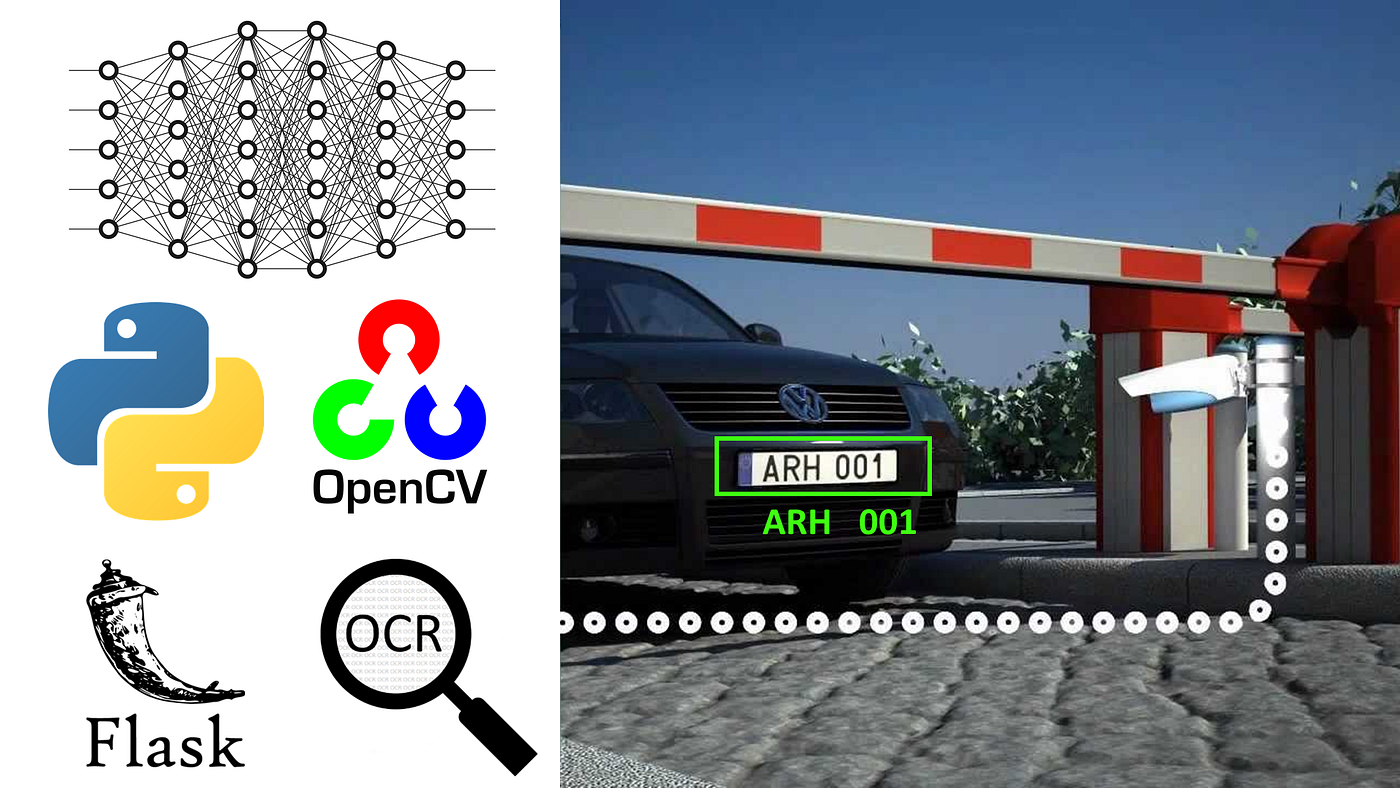 OpenCV
Flask
OCR
ARH 001
ARH 001